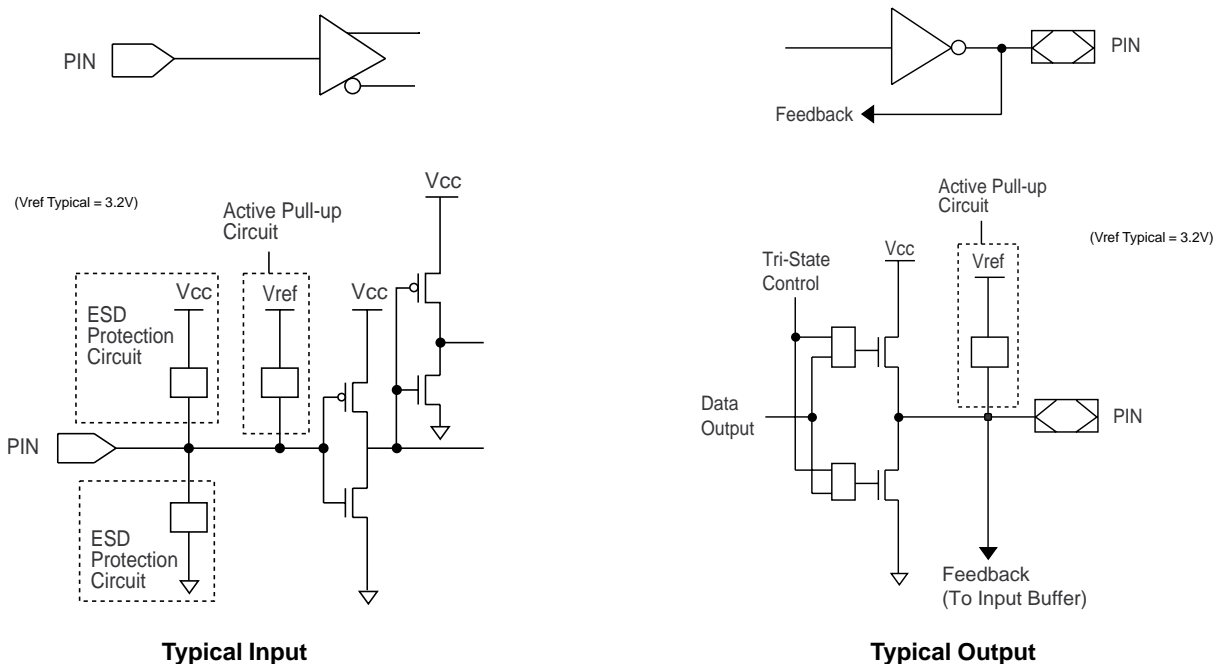 PIN
PIN
Feedback
(Vref Typical = 3.2V)
Active Pull-up
Circuit
Vcc
Vcc
Vref
Vcc
ESD
Protection
Circuit
PIN
ESD
Protection
Circuit
Typical Input
Active Pull-up
Circuit
(Vref Typical = 3.2V)
Tri-State
Control
Vcc
Vref
Data
Output
PIN
Feedback
(To Input Buffer)
Typical Output